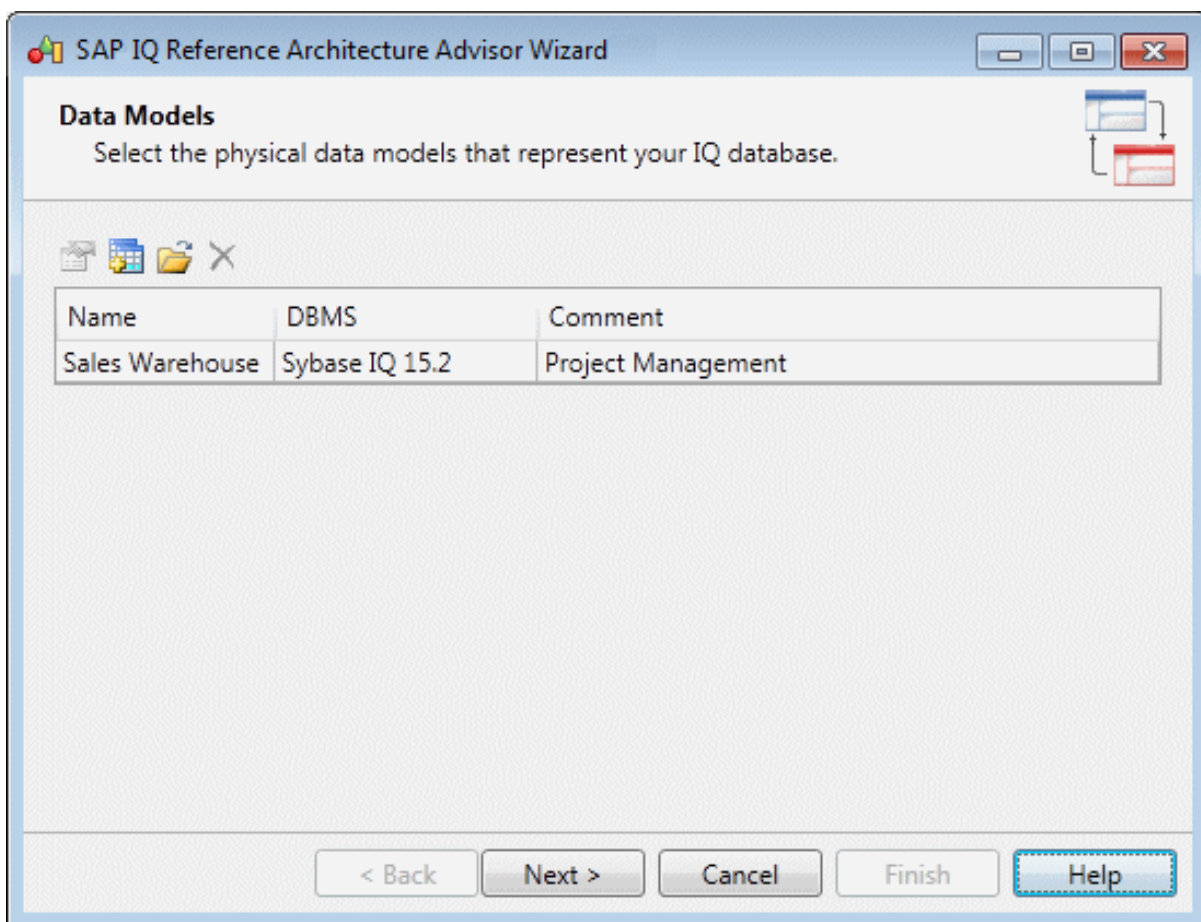 SAP IQ Reference Architecture Advisor Wizard
Data Models
Select the physical data models that represent your IQ database.
Name DBMS Comment
Sales Warehouse Sybase IQ 15.2 Project Management
< Back Next > Cancel Finish Help